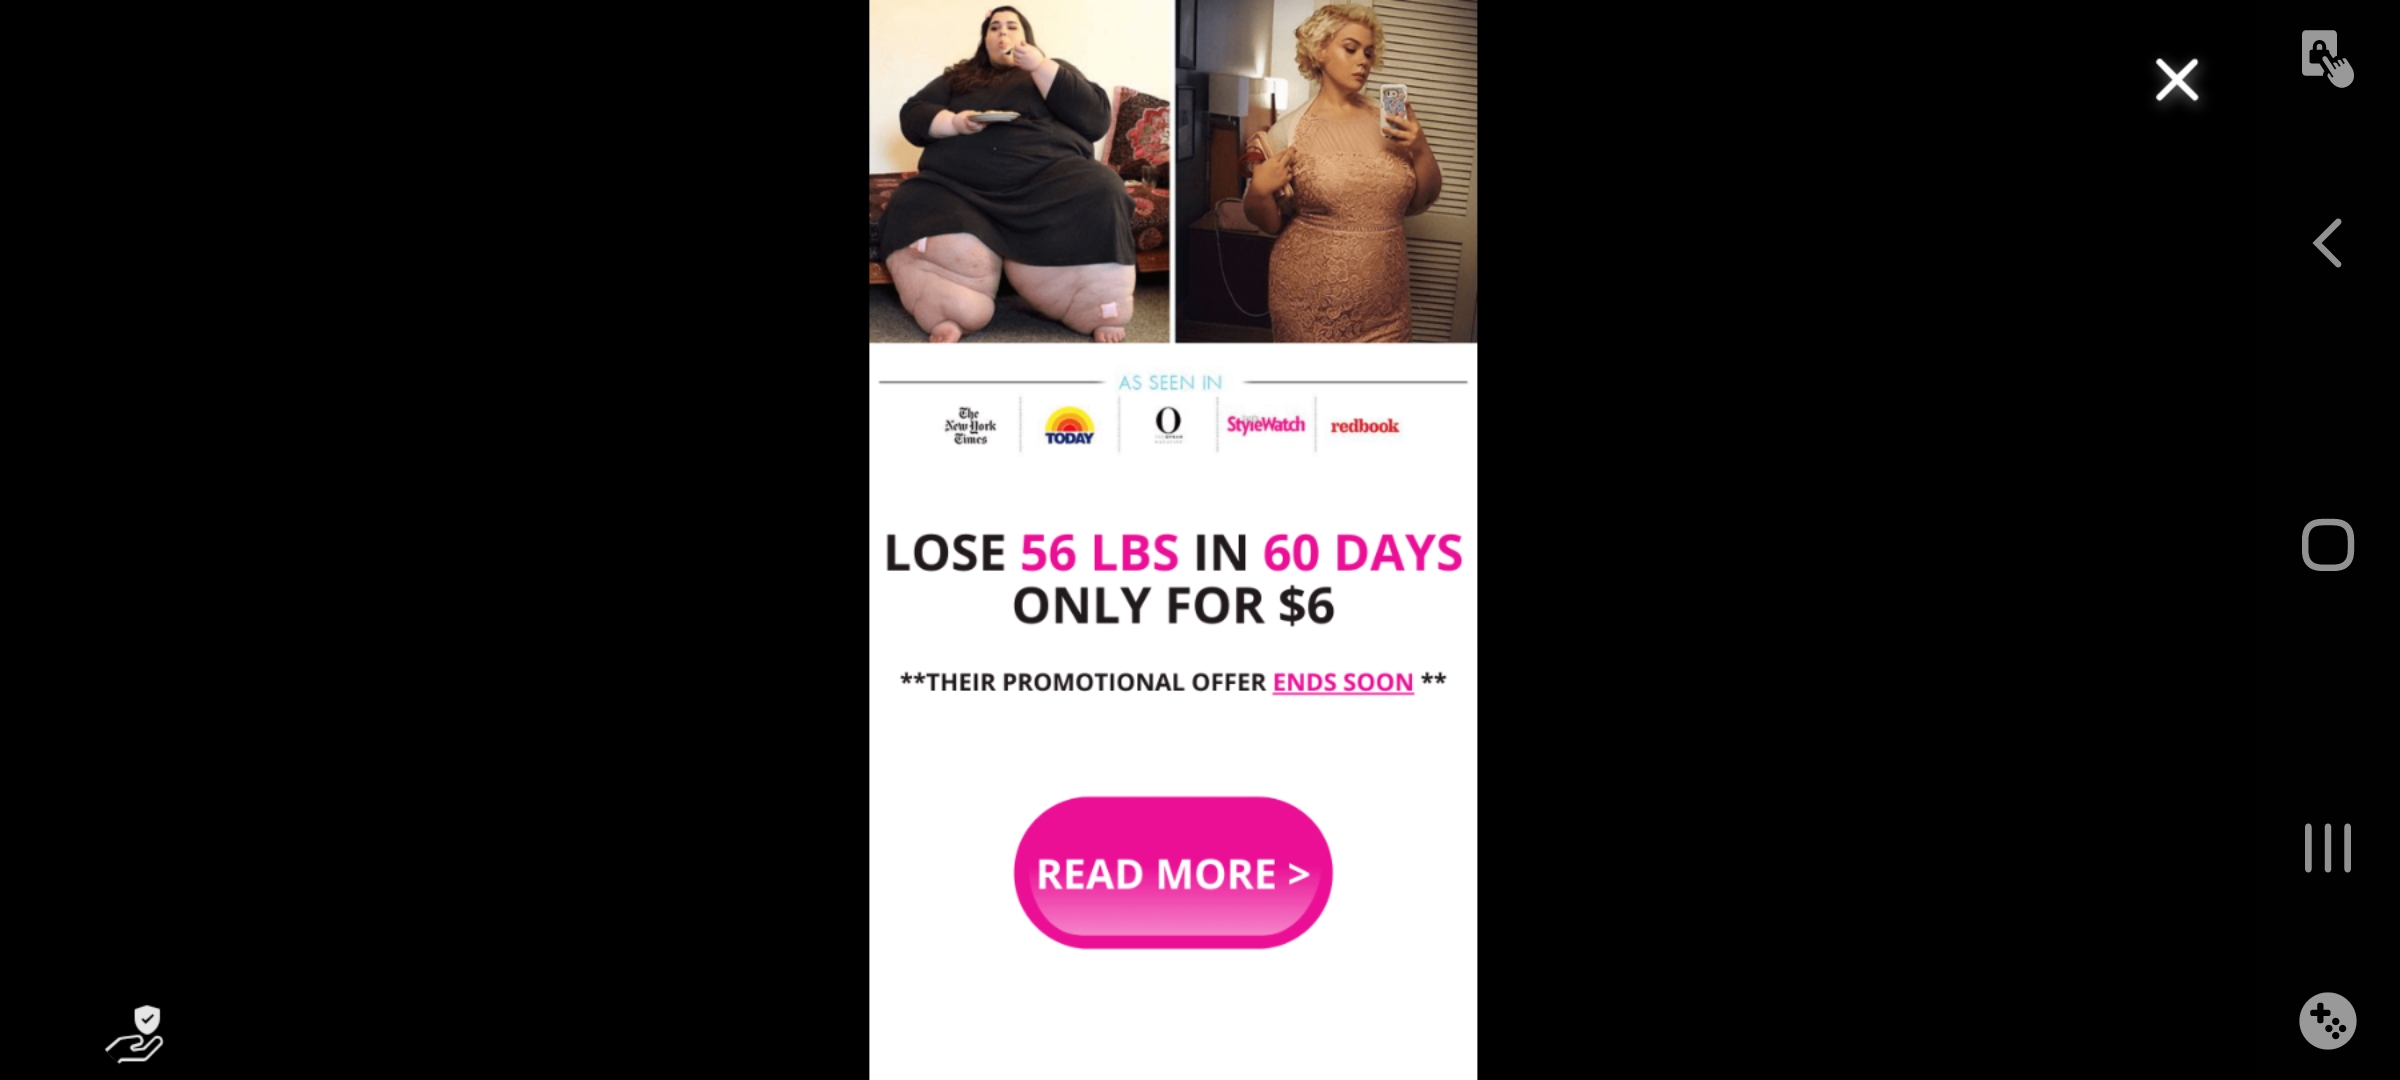 AS SEEN IN
The
New York
Times
TODAY
O
StyleWatch
redbook
LOSE 56 LBS IN 60 DAYS
ONLY FOR $6
**THEIR PROMOTIONAL OFFER ENDS SOON **
READ MORE >